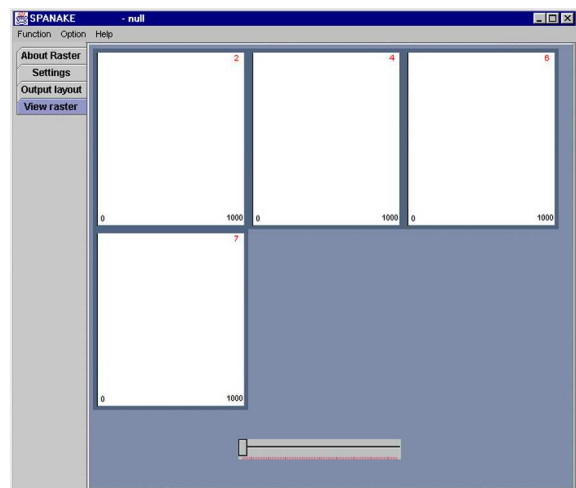 SPANAKE - null
Function Option Help
About Raster
Settings
Output layout
View raster
2
4
6
0 1000
0 1000
0 1000
7
0 1000